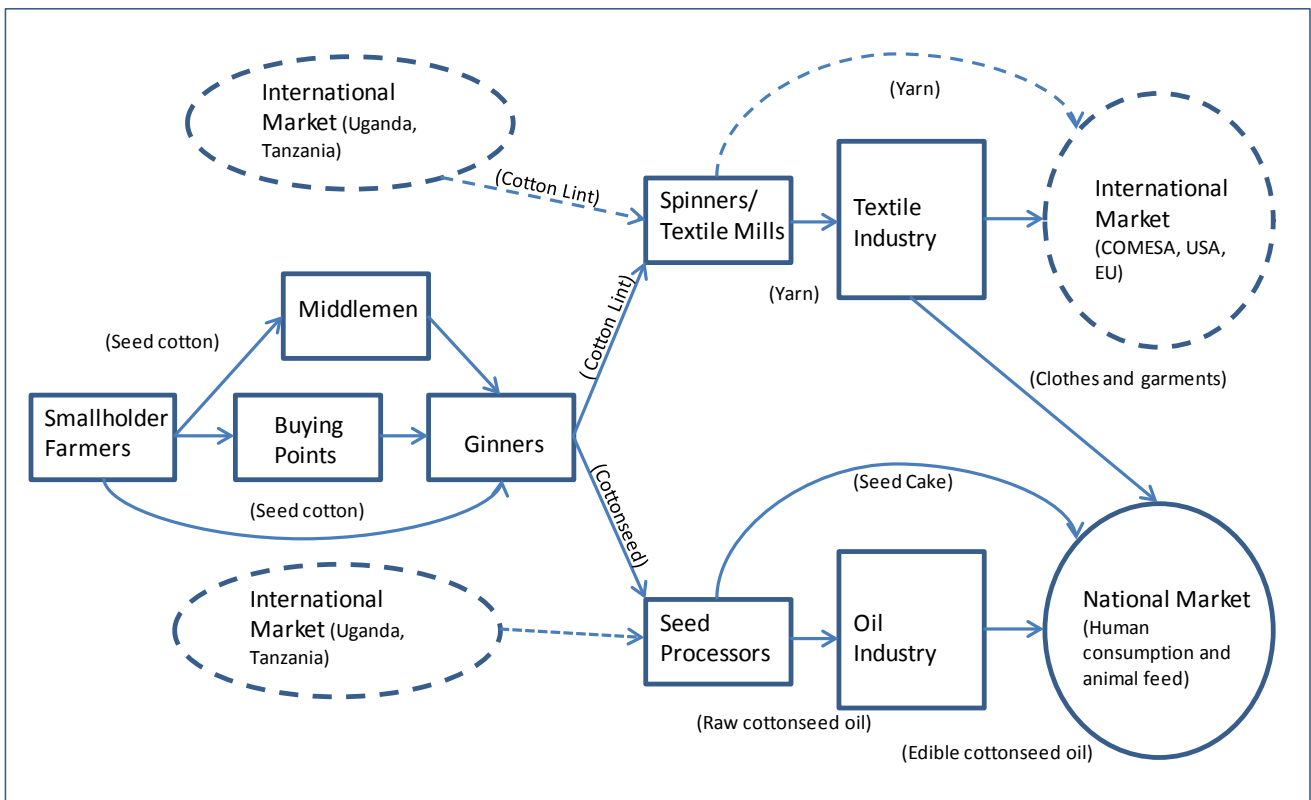 International
Market (Uganda,
Tanzania)
(Cotton Lint)
(Yarn)
Spinners/
Textile Mills
Textile
Industry
International
Market
(COMESA, USA,
EU)
(Yarn)
Middlemen
(Seed cotton)
(Cotton Lint)
(Clothes and garments)
Smallholder
Farmers
Buying
Points
Ginners
(Seed cotton)
(Cottonseed)
(Seed Cake)
International
Market (Uganda,
Tanzania)
Seed
Processors
Oil
Industry
National Market
(Human
consumption and
animal feed)
(Raw cottonseed oil)
(Edible cottonseed oil)